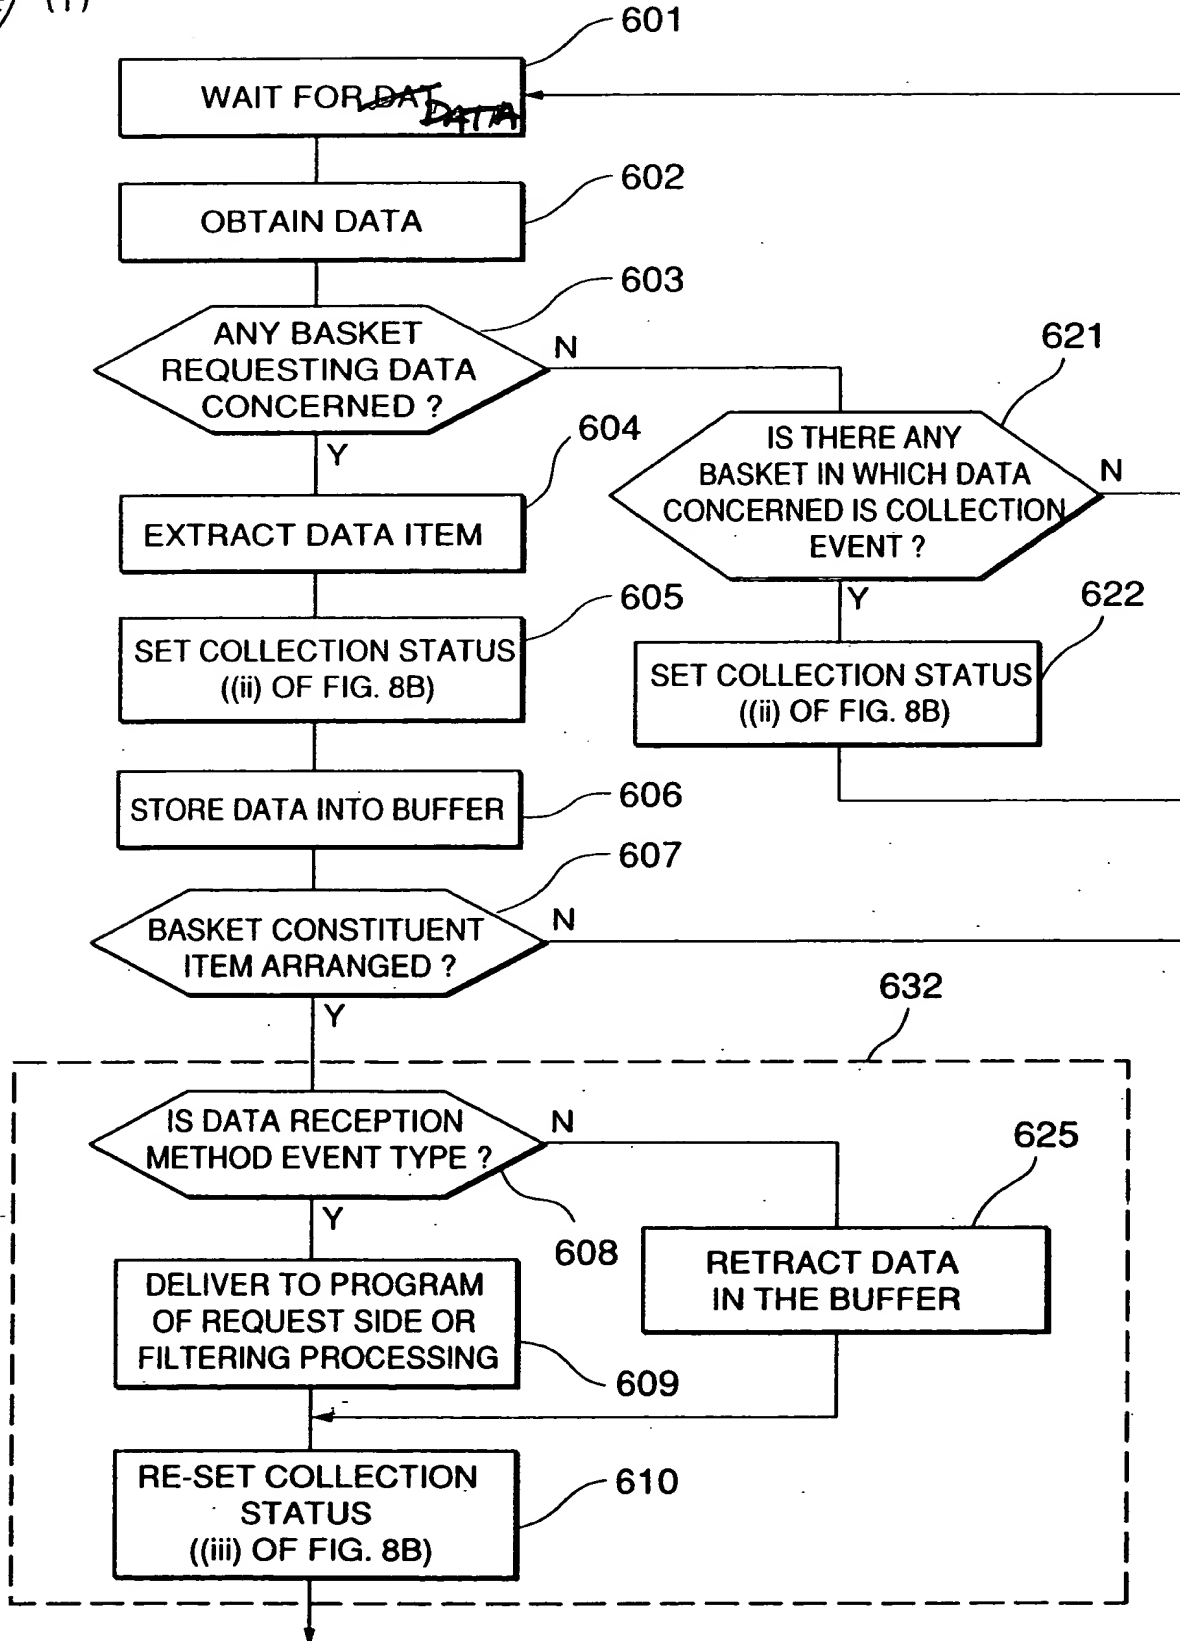 (1)
601
WAIT FOR DAT
DATA
602
OBTAIN DATA
603
ANY BASKET
REQUESTING DATA
CONCERNED ?
N
Y
621
IS THERE ANY
BASKET IN WHICH DATA
CONCERNED IS COLLECTION
EVENT ?
N
Y
604
EXTRACT DATA ITEM
605
SET COLLECTION STATUS
((ii) OF FIG. 8B)
622
SET COLLECTION STATUS
((ii) OF FIG. 8B)
606
STORE DATA INTO BUFFER
607
BASKET CONSTITUENT
ITEM ARRANGED ?
N
Y
632
IS DATA RECEPTION
METHOD EVENT TYPE ?
N
Y
608
625
RETRACT DATA
IN THE BUFFER
DELIVER TO PROGRAM
OF REQUEST SIDE OR
FILTERING PROCESSING
609
RE-SET COLLECTION
STATUS
((iii) OF FIG. 8B)
610